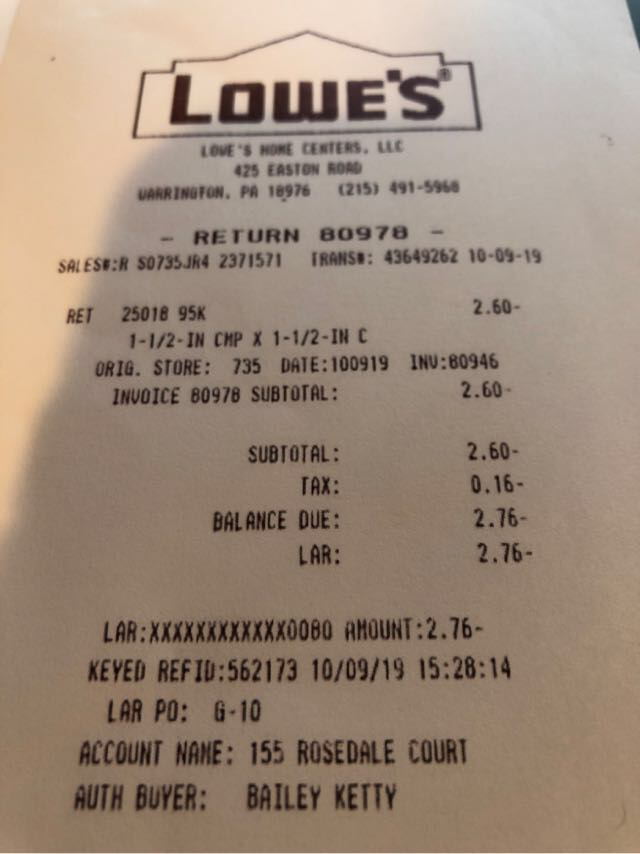 LOWE'S®
LOWE'S HOME CENTERS, LLC
425 EASTON ROAD
WARRINGTON, PA 18976 (215) 491-5968
- RETURN 80978 -
SALES#:R S0735JR4 2371571 TRANS#: 43649262 10-09-19
RET 25018 95K 2.60-
1-1/2-IN CMP X 1-1/2-IN C
ORIG. STORE: 735 DATE:100919 INV:80946
INVOICE 80978 SUBTOTAL: 2.60-
SUBTOTAL: 2.60-
TAX: 0.16-
BALANCE DUE: 2.76-
LAR: 2.76-
LAR:XXXXXXXXXXXX0080 AMOUNT:2.76-
KEYED REFID:562173 10/09/19 15:28:14
LAR PO: G-10
ACCOUNT NAME: 155 ROSEDALE COURT
AUTH BUYER: BAILEY KETTY